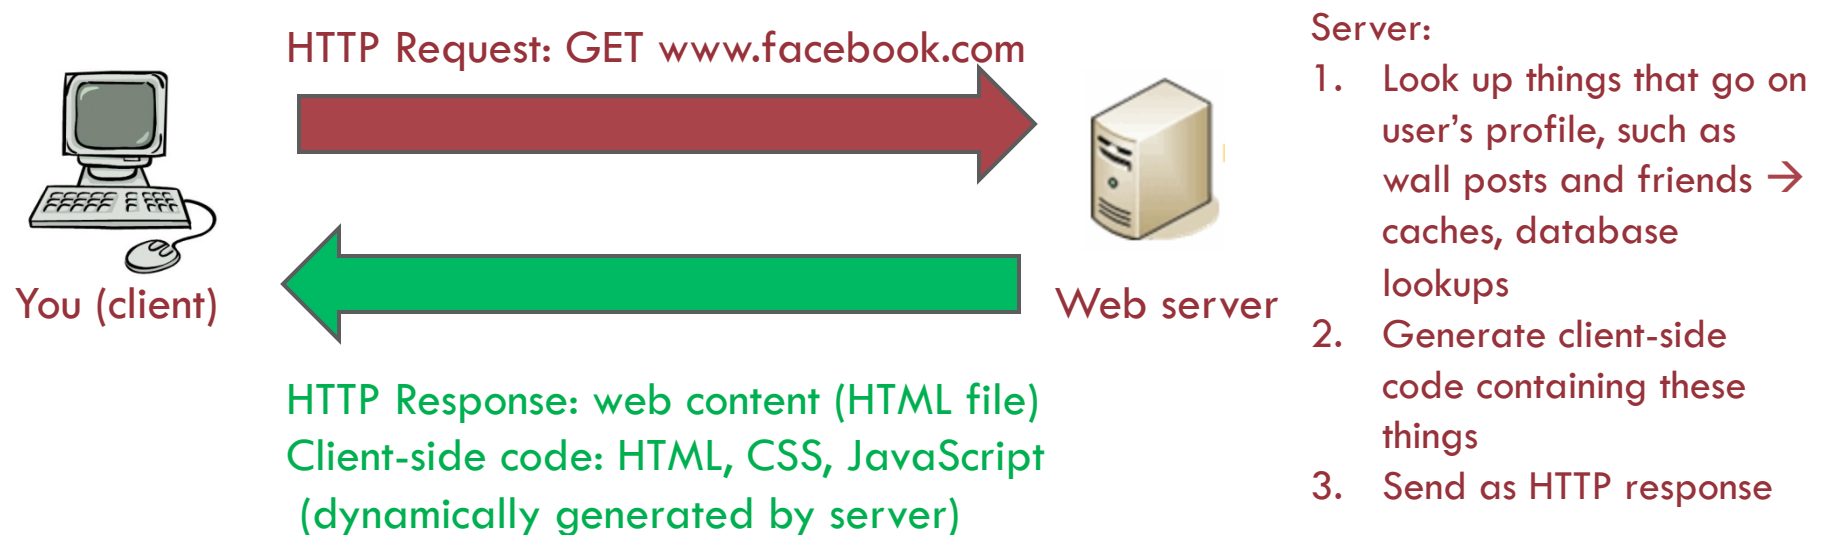 HTTP Request: GET www.facebook.com
You (client)
Web server
HTTP Response: web content (HTML file)
Client-side code: HTML, CSS, JavaScript
(dynamically generated by server)
Server:
1. Look up things that go on
user’s profile, such as
wall posts and friends →
caches, database
lookups
2. Generate client-side
code containing these
things
3. Send as HTTP response